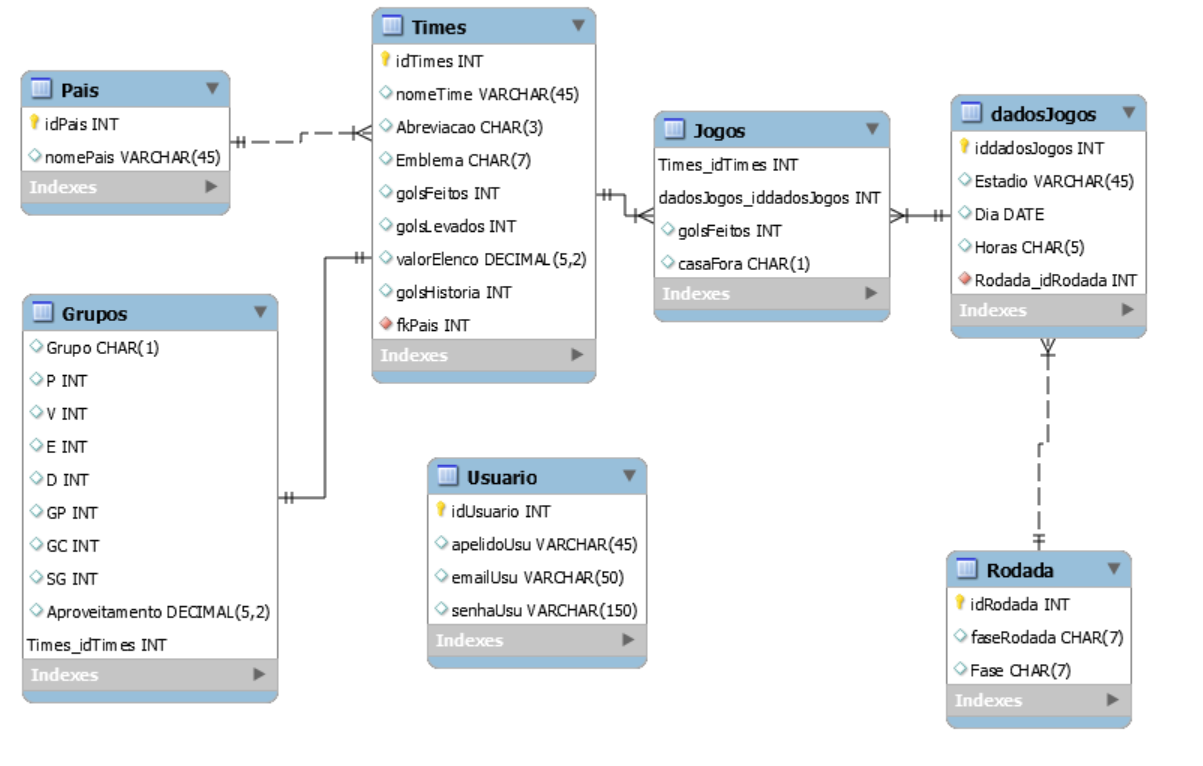 Pais
idPais INT
nomePais VARCHAR(45)
Indexes
Times
idTimes INT
nomeTime VARCHAR(45)
Abreviacao CHAR(3)
Emblema CHAR(7)
golsFeitos INT
golsLevados INT
valorElenco DECIMAL(5,2)
golsHistoria INT
fkPais INT
Indexes
Jogos
Times_idTimes INT
dadosJogos_iddadosJogos INT
golsFeitos INT
casaFora CHAR(1)
Indexes
dadosJogos
iddadosJogos INT
Estadio VARCHAR(45)
Dia DATE
Horas CHAR(5)
Rodada_idRodada INT
Indexes
Grupos
Grupo CHAR(1)
P INT
V INT
E INT
D INT
GP INT
GC INT
SG INT
Aproveitamento DECIMAL(5,2)
Times_idTimes INT
Indexes
Usuario
idUsuario INT
apelidoUsu VARCHAR(45)
emailUsu VARCHAR(50)
senhaUsu VARCHAR(150)
Indexes
Rodada
idRodada INT
faseRodada CHAR(7)
Fase CHAR(7)
Indexes